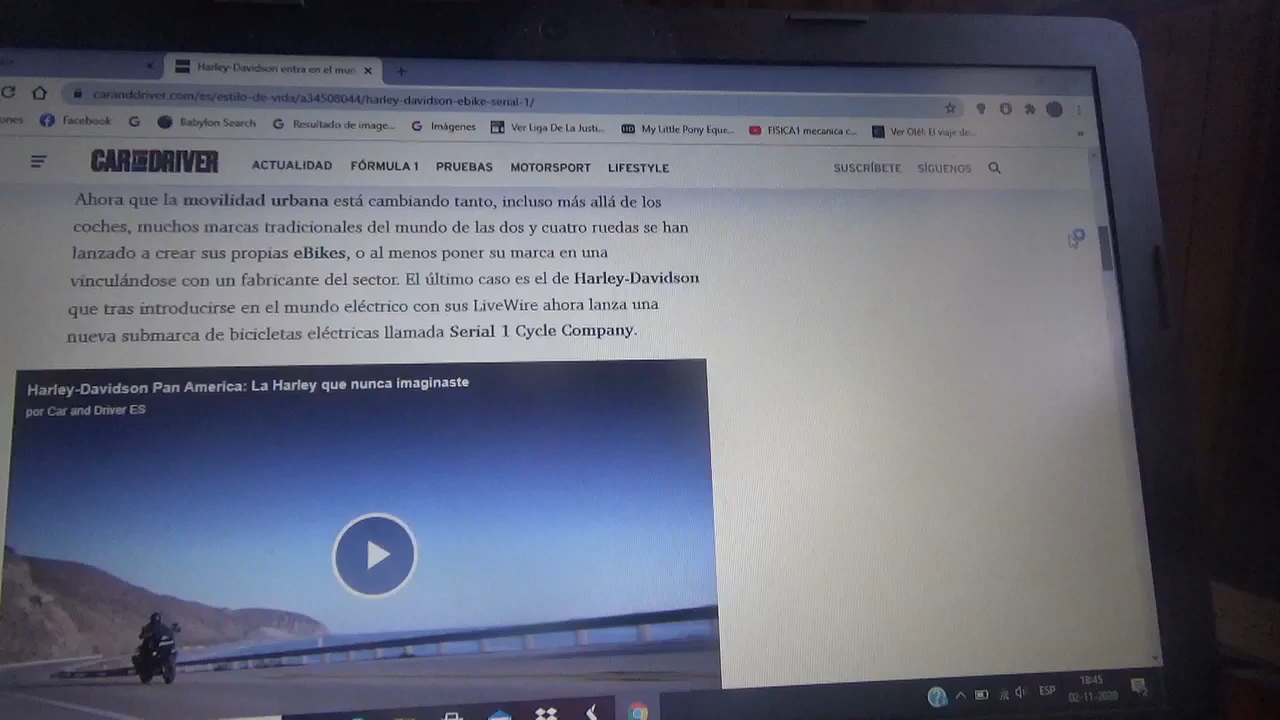 Harley-Davidson entra en el mun
caranddriver.com/es/estilo-de-vida/a34508044/harley-davidson-ebike-serial-1/
ones Facebook Babylon Search Resultado de image... Imágenes Ver Liga De La Justi... My Little Pony Eque... FISICA1 mecanica c... Ver Olé!: El viaje de...
CAR AND DRIVER ACTUALIDAD FÓRMULA 1 PRUEBAS MOTORSPORT LIFESTYLE SUSCRÍBETE SÍGUENOS
Ahora que la movilidad urbana está cambiando tanto, incluso más allá de los
coches, muchos marcas tradicionales del mundo de las dos y cuatro ruedas se han
lanzado a crear sus propias eBikes, o al menos poner su marca en una
vinculándose con un fabricante del sector. El último caso es el de Harley-Davidson
que tras introducirse en el mundo eléctrico con sus LiveWire ahora lanza una
nueva submarca de bicicletas eléctricas llamada Serial 1 Cycle Company.
Harley-Davidson Pan America: La Harley que nunca imaginaste
por Car and Driver ES
ESP 18:45
02-11-2020